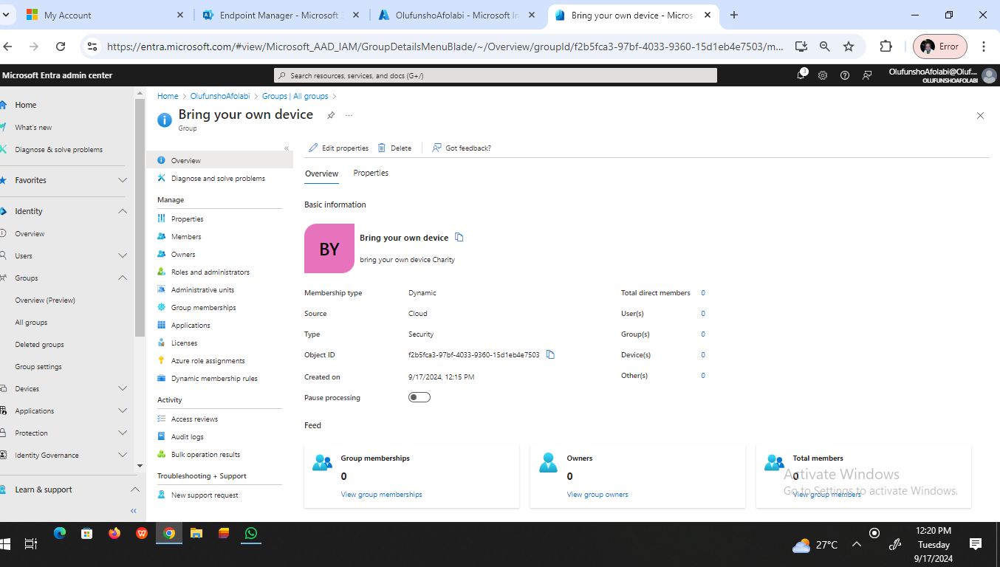 My Account
Endpoint Manager - Microsoft
OlufunshoAfolabi - Microsoft In
Bring your own device - Micros
https://entra.microsoft.com/#view/Microsoft_AAD_IAM/GroupDetailsMenuBlade/~/Overview/groupId/f2b5fca3-97bf-4033-9360-15d1eb4e7503/m...
Error
Microsoft Entra admin center
Search resources, services, and docs (G+/)
3
OlufunshoAfolabi@Oluf...
OLUFUNSHOAFOLABI
Home
What's new
Diagnose & solve problems
Favorites
Identity
Overview
Users
Groups
Overview (Preview)
All groups
Deleted groups
Group settings
Devices
Applications
Protection
Identity Governance
Learn & support
«
Home > OlufunshoAfolabi > Groups | All groups >
Bring your own device
...
Group
«
Overview
Diagnose and solve problems
Manage
Properties
Members
Owners
Roles and administrators
Administrative units
Group memberships
Applications
Licenses
Azure role assignments
Dynamic membership rules
Activity
Access reviews
Audit logs
Bulk operation results
Troubleshooting + Support
New support request
Edit properties Delete Got feedback?
Overview Properties
Basic information
BY
Bring your own device
bring your own device Charity
Membership type Dynamic
Source Cloud
Type Security
Object ID f2b5fca3-97bf-4033-9360-15d1eb4e7503
Created on 9/17/2024, 12:15 PM
Pause processing
Total direct members 0
User(s) 0
Group(s) 0
Device(s) 0
Other(s) 0
Feed
Group memberships
0
View group memberships
Owners
0
View group owners
Total members
0
View group members
Activate Windows
Go to Settings to activate Windows.
27°C
12:20 PM
Tuesday
9/17/2024